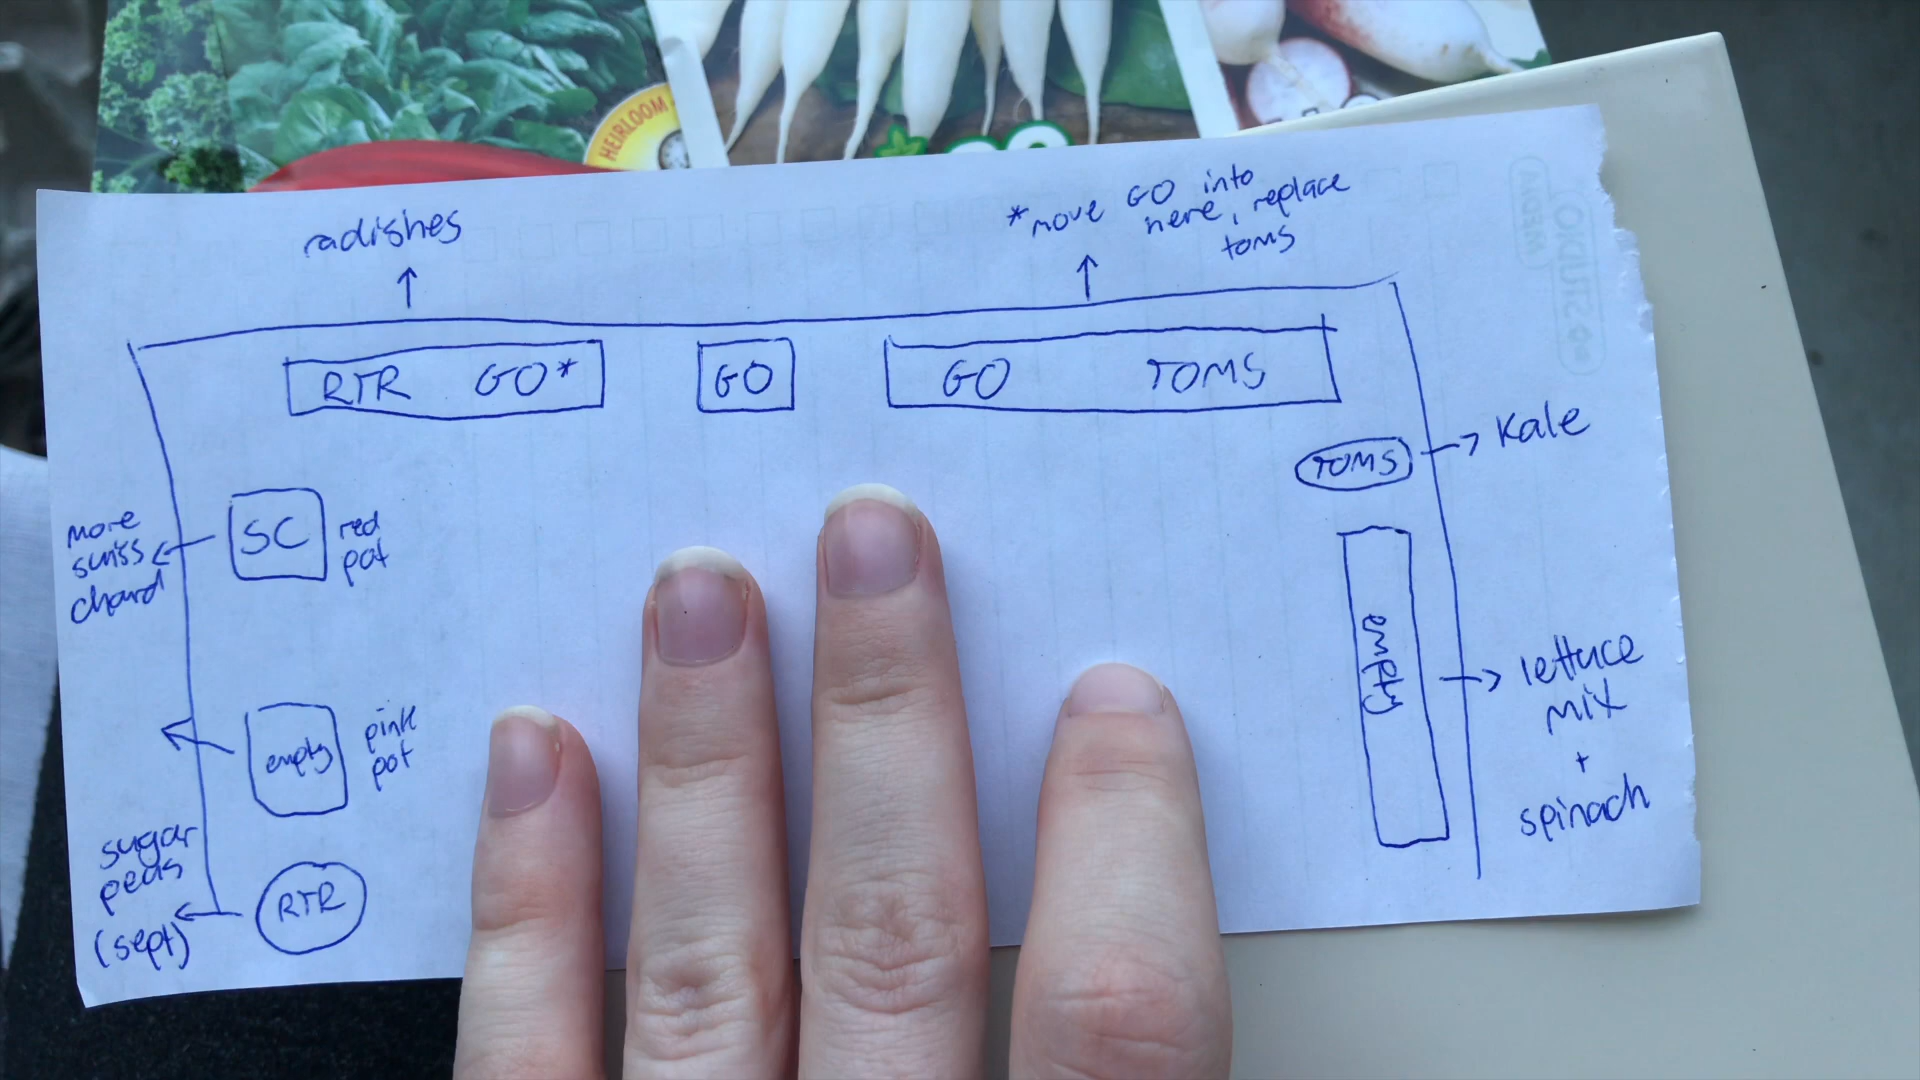 HEIRLOOM
radishes
*move GO into
here, replace
toms
RTR GO*
GO
GO TOMS
TOMS
Kale
more
swiss
chard
SC
red
pot
empty
lettuce
mix
+
spinach
empty
pink
pot
sugar
peas
(sept)
RTR